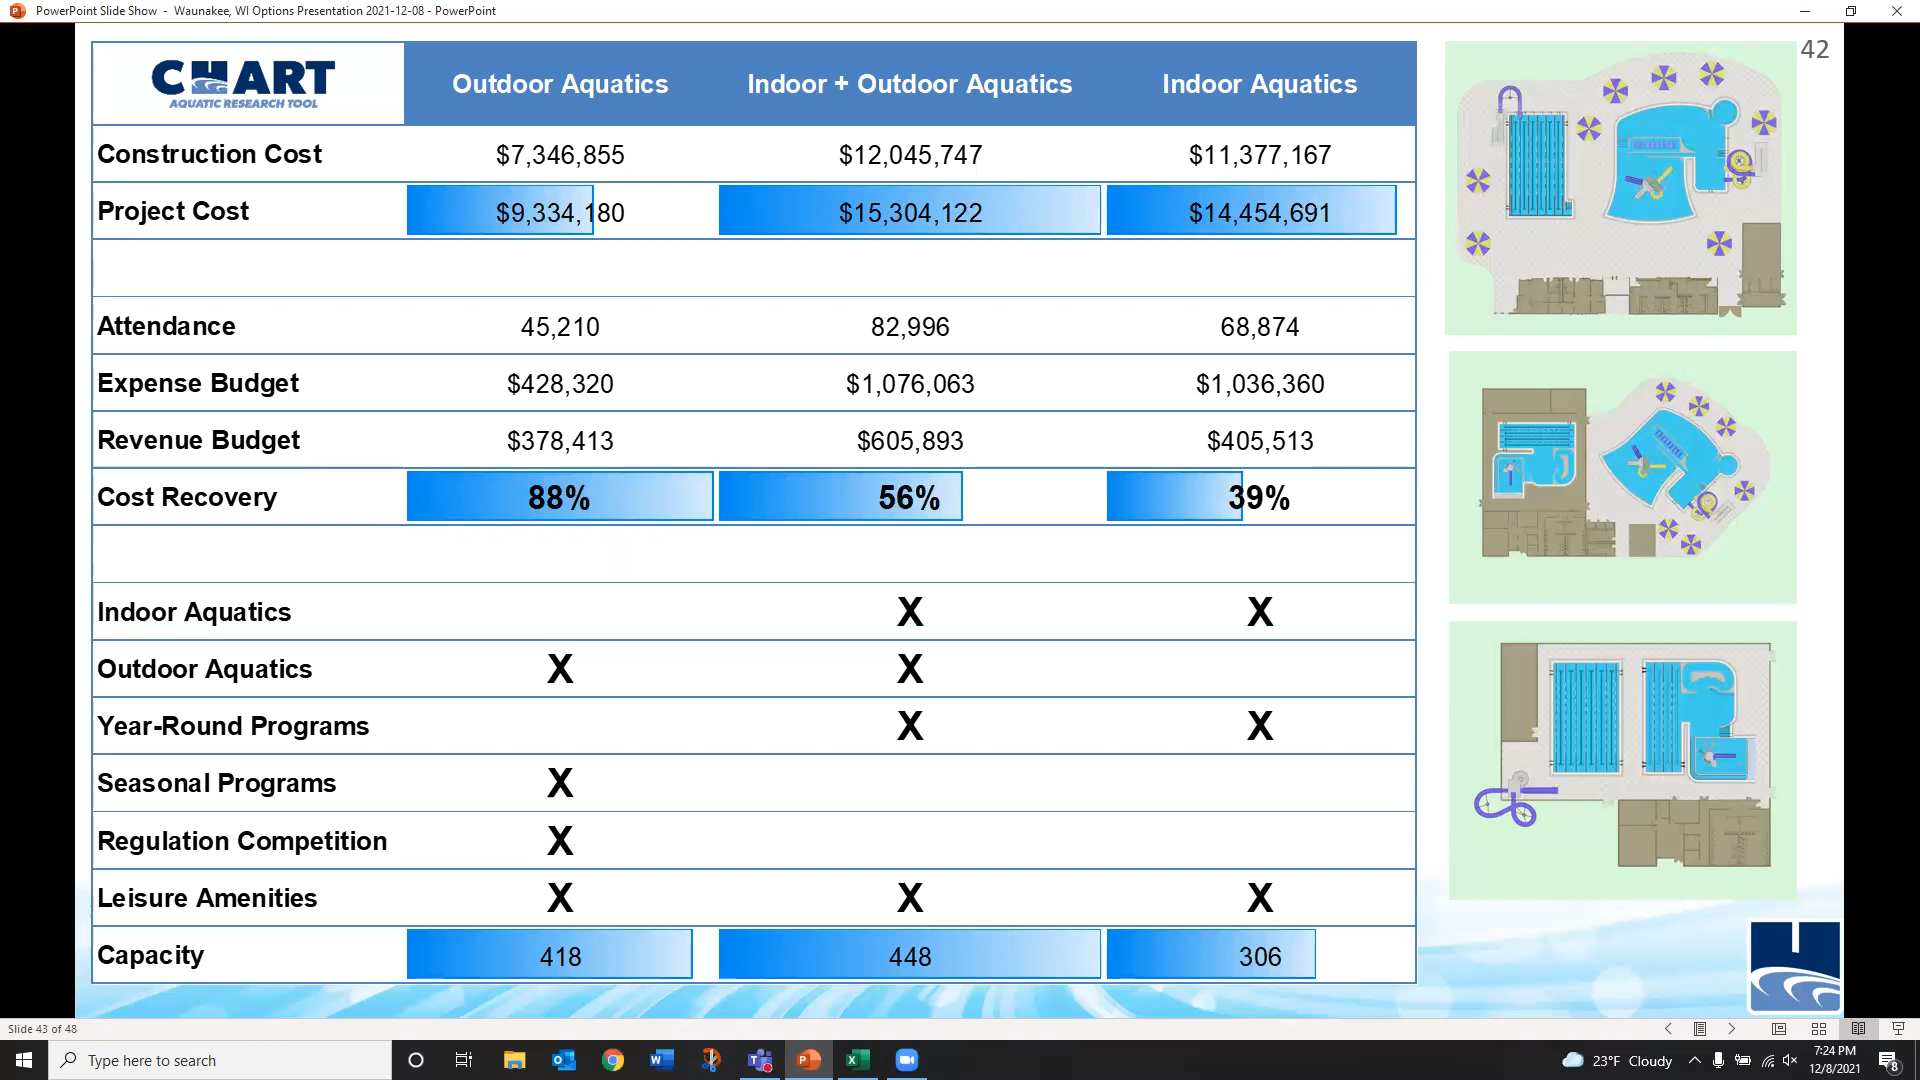 PowerPoint Slide Show - Waunakee, WI Options Presentation 2021-12-08 - PowerPoint
42
CHART
AQUATIC RESEARCH TOOL
Outdoor Aquatics Indoor + Outdoor Aquatics Indoor Aquatics
Construction Cost $7,346,855 $12,045,747 $11,377,167
Project Cost $9,334,180 $15,304,122 $14,454,691
Attendance 45,210 82,996 68,874
Expense Budget $428,320 $1,076,063 $1,036,360
Revenue Budget $378,413 $605,893 $405,513
Cost Recovery 88% 56% 39%
Indoor Aquatics X X
Outdoor Aquatics X X
Year-Round Programs X X
Seasonal Programs X
Regulation Competition X
Leisure Amenities X X X
Capacity 418 448 306
Slide 43 of 48
Type here to search
23°F Cloudy
7:24 PM
12/8/2021
8